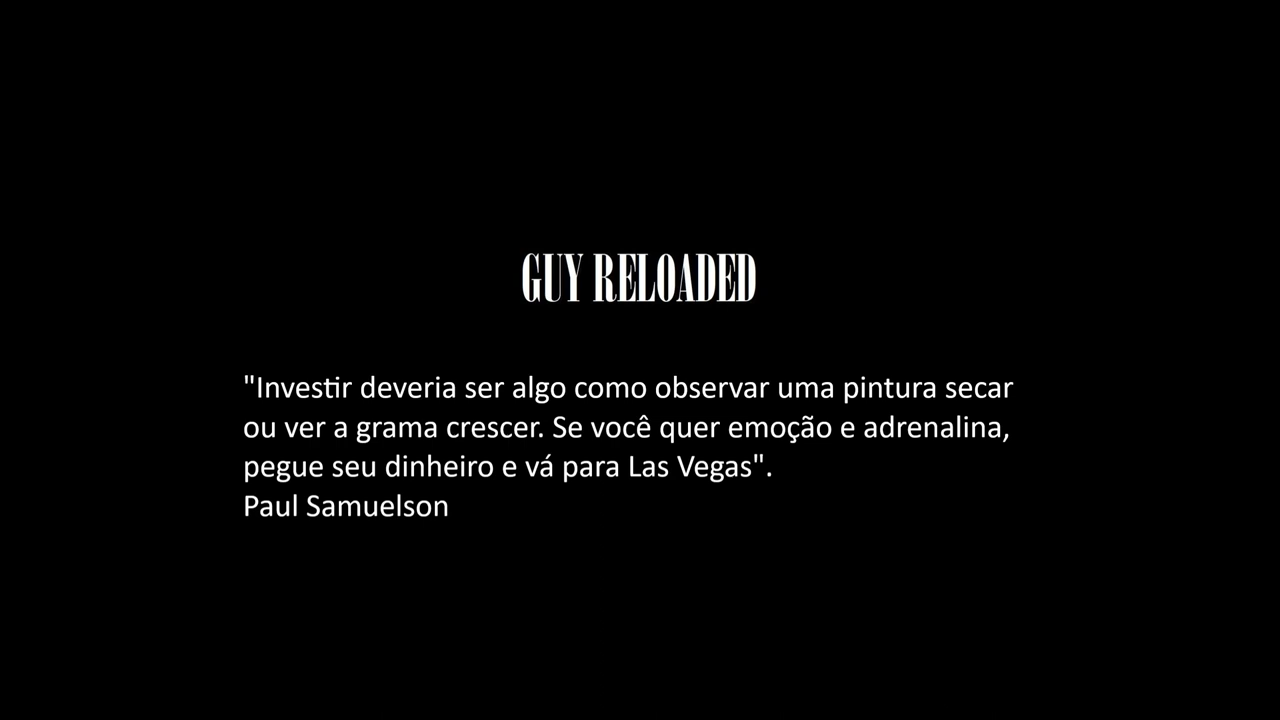 GUY RELOADED
"Investir deveria ser algo como observar uma pintura secar
ou ver a grama crescer. Se você quer emoção e adrenalina,
pegue seu dinheiro e vá para Las Vegas".
Paul Samuelson